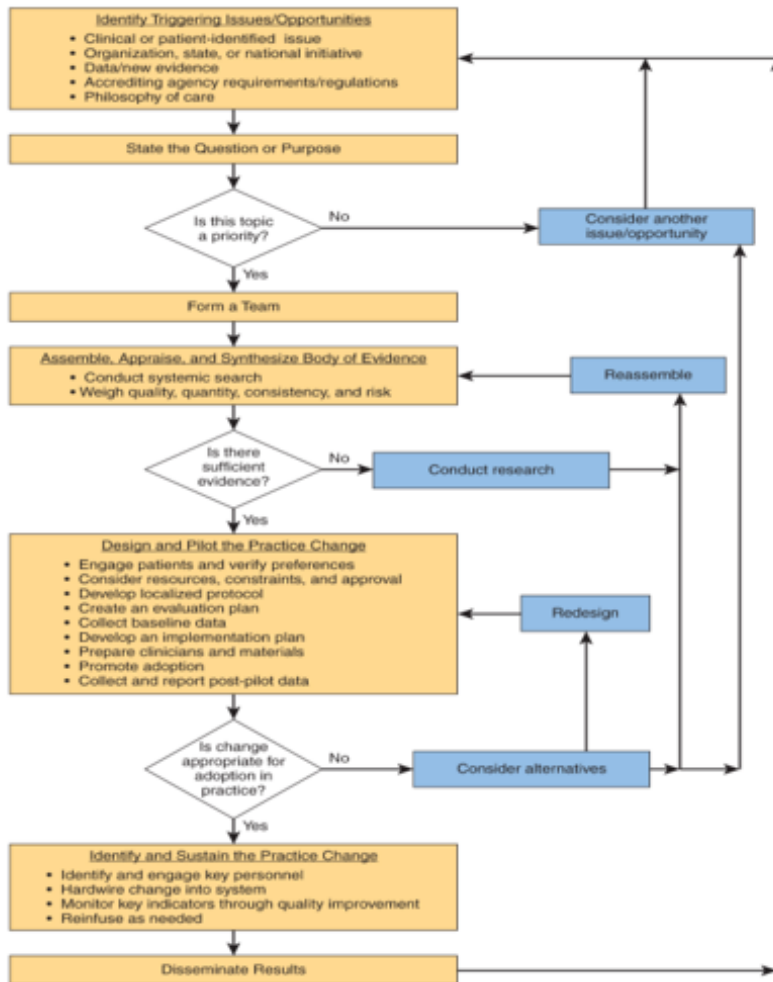 Identify Triggering Issues/Opportunities
• Clinical or patient-identified issue
• Organization, state, or national initiative
• Data/new evidence
• Accrediting agency requirements/regulations
• Philosophy of care
State the Question or Purpose
Is this topic
a priority?
No
Consider another
issue/opportunity
Yes
Form a Team
Assemble, Appraise, and Synthesize Body of Evidence
• Conduct systemic search
• Weigh quality, quantity, consistency, and risk
Reassemble
Is there
sufficient
evidence?
No
Conduct research
Yes
Design and Pilot the Practice Change
• Engage patients and verify preferences
• Consider resources, constraints, and approval
• Develop localized protocol
• Create an evaluation plan
• Collect baseline data
• Develop an implementation plan
• Prepare clinicians and materials
• Promote adoption
• Collect and report post-pilot data
Redesign
Is change
appropriate for
adoption in
practice?
No
Consider alternatives
Yes
Identify and Sustain the Practice Change
• Identify and engage key personnel
• Hardwire change into system
• Monitor key indicators through quality improvement
• Reinfuse as needed
Disseminate Results